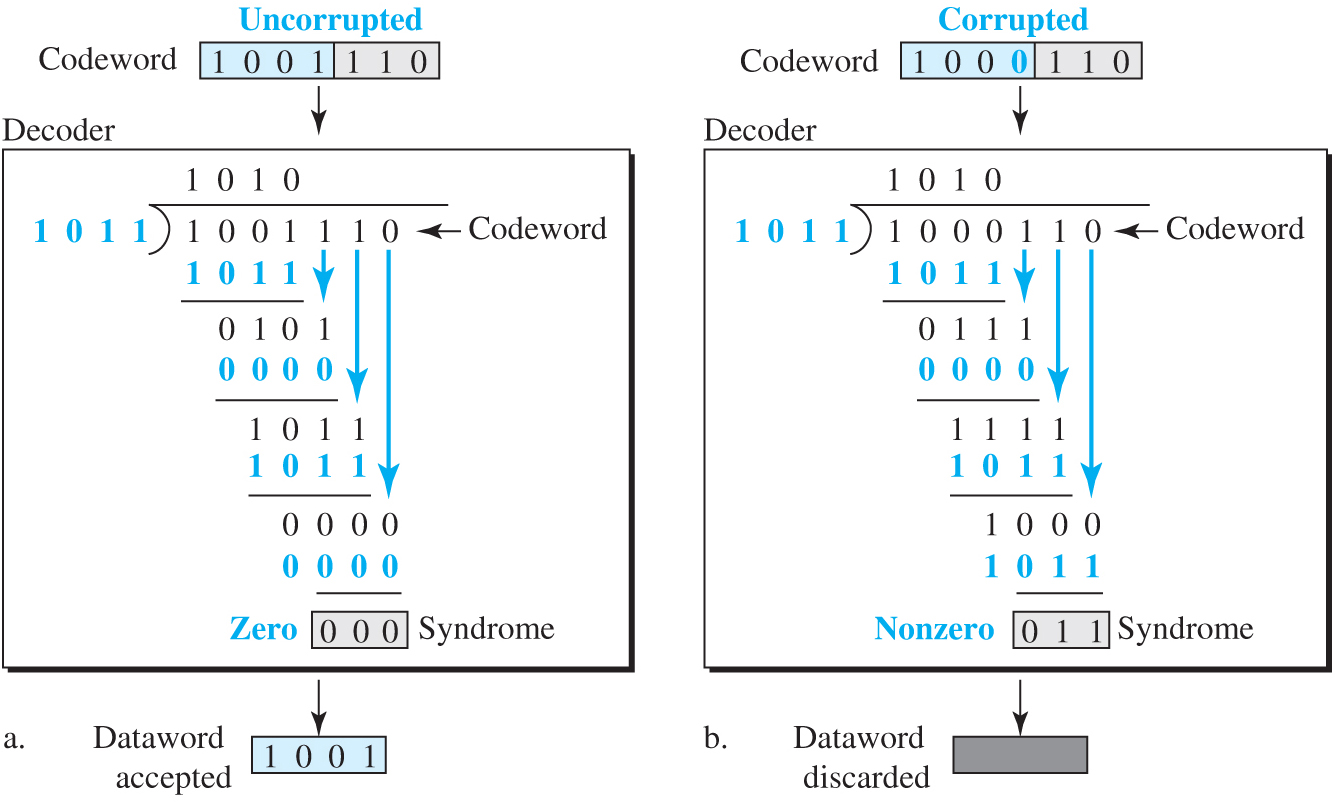 Uncorrupted
Codeword 1 0 0 1 1 1 0
Decoder
1 0 1 0
1 0 1 1 1 0 0 1 1 1 0 Codeword
1 0 1 1
0 1 0 1
0 0 0 0
1 0 1 1
1 0 1 1
0 0 0 0
0 0 0 0
Zero 0 0 0 Syndrome
a. Dataword
accepted 1 0 0 1
Corrupted
Codeword 1 0 0 0 1 1 0
Decoder
1 0 1 0
1 0 1 1 1 0 0 0 1 1 0 Codeword
1 0 1 1
0 1 1 1
0 0 0 0
1 1 1 1
1 0 1 1
1 0 0 0
1 0 1 1
Nonzero 0 1 1 Syndrome
b. Dataword
discarded